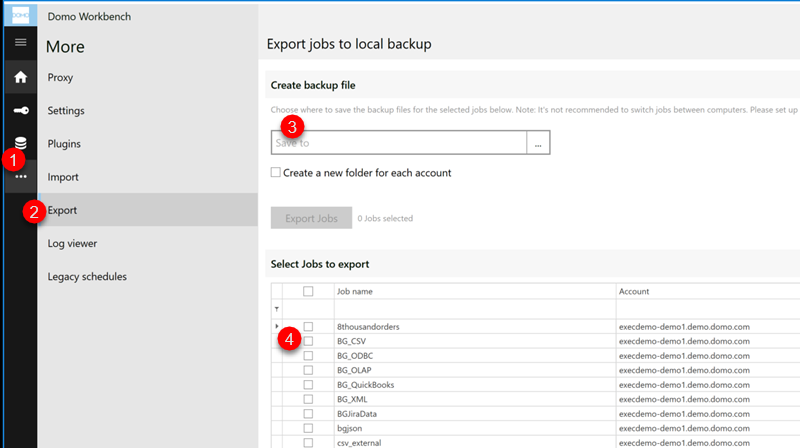 DOMO
Domo Workbench
More
Export jobs to local backup
Proxy
Create backup file
Settings
Choose where to save the backup files for the selected jobs below. Note: It's not recommended to switch jobs between computers. Please set up
3
Plugins
Save to
...
1
Import
Create a new folder for each account
2
Export
Export Jobs
0 Jobs selected
Log viewer
Select Jobs to export
Legacy schedules
Job name
Account
8thousandorders
execdemo-demo1.demo.domo.com
4
BG_CSV
execdemo-demo1.demo.domo.com
BG_ODBC
execdemo-demo1.demo.domo.com
BG_OLAP
execdemo-demo1.demo.domo.com
BG_QuickBooks
execdemo-demo1.demo.domo.com
BG_XML
execdemo-demo1.demo.domo.com
BGJiraData
execdemo-demo1.demo.domo.com
bgjson
execdemo-demo1.demo.domo.com
csv_external
execdemo-demo1.demo.domo.com